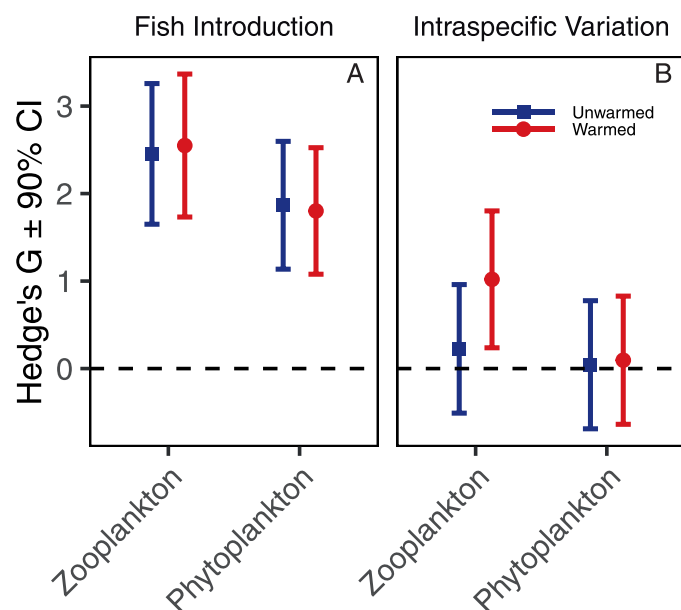 Fish Introduction
Intraspecific Variation
A
B
Unwarmed
Warmed
Hedge's G ± 90% CI
3
2
1
0
Zooplankton
Phytoplankton
Zooplankton
Phytoplankton